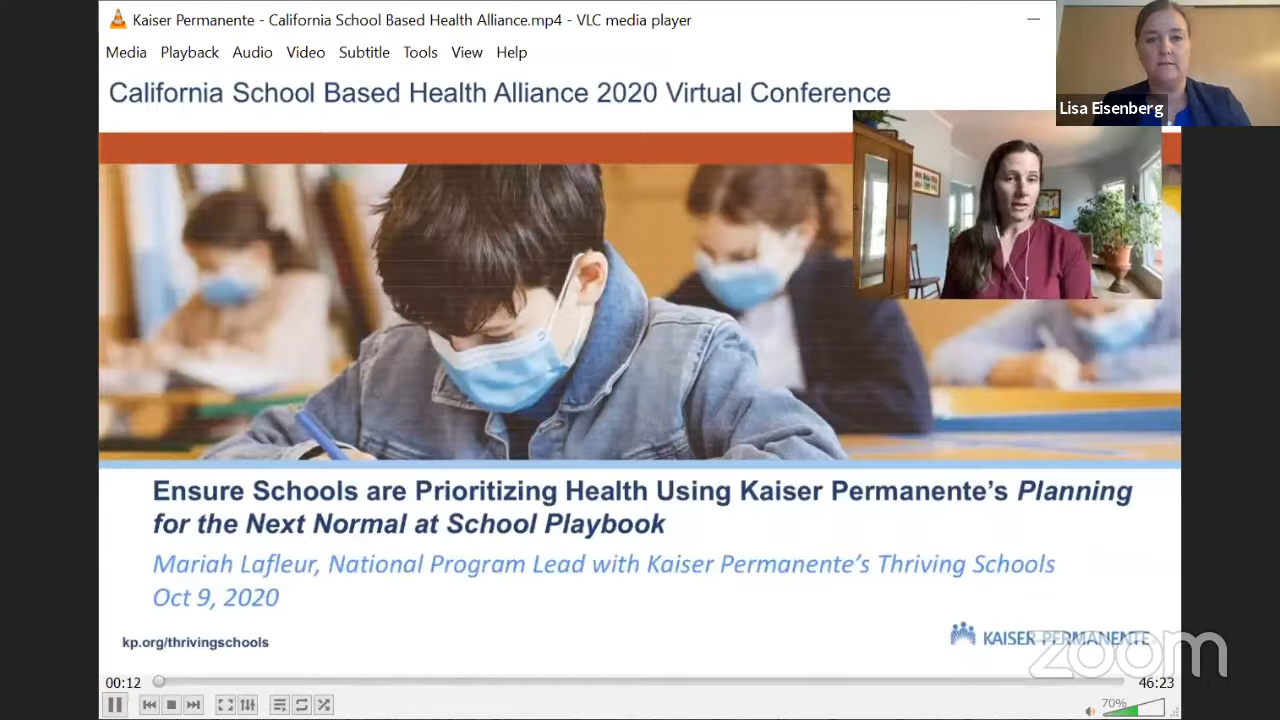 Kaiser Permanente - California School Based Health Alliance.mp4 - VLC media player
Media Playback Audio Video Subtitle Tools View Help
California School Based Health Alliance 2020 Virtual Conference
Lisa Eisenberg
Ensure Schools are Prioritizing Health Using Kaiser Permanente's Planning
for the Next Normal at School Playbook
Mariah Lafleur, National Program Lead with Kaiser Permanente's Thriving Schools
Oct 9, 2020
kp.org/thrivingschools
KAISER PERMANENTE
zoom
00:12
46:23
70%